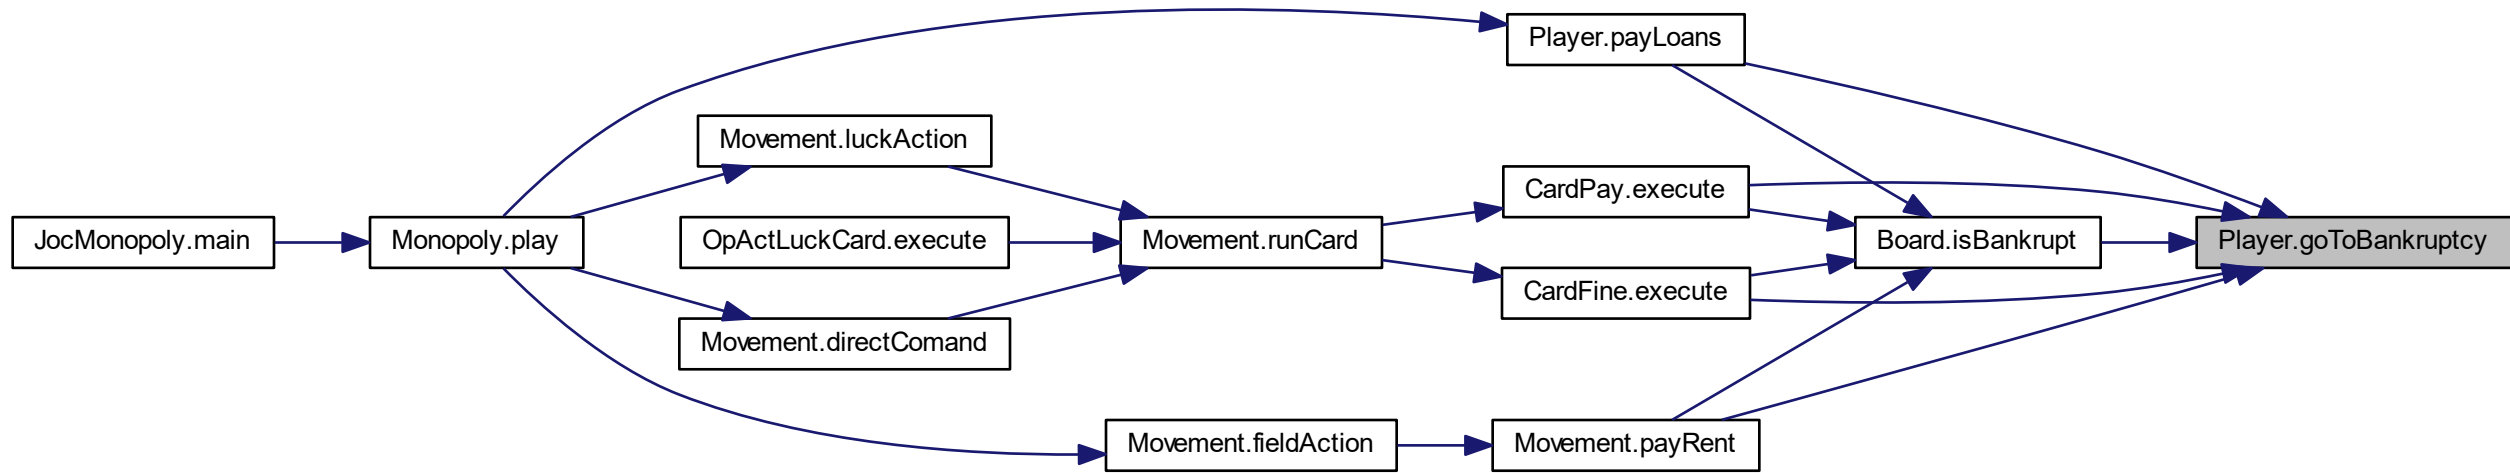 Player.payLoans
Movement.luckAction
CardPay.execute
JocMonopoly.main
Monopoly.play
OpActLuckCard.execute
Movement.runCard
Board.isBankrupt
Player.goToBankruptcy
CardFine.execute
Movement.directComand
Movement.fieldAction
Movement.payRent